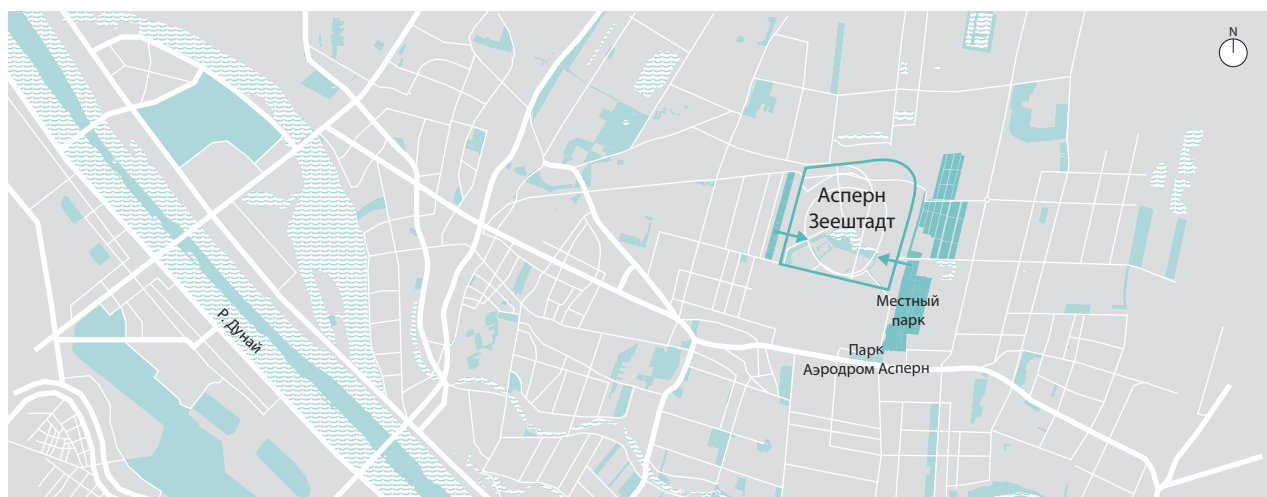 N
Асперн
Зеештадт
Местный
парк
Р. Дунай
Парк
Аэродром Асперн